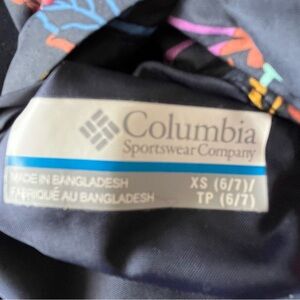 Columbia
Sportswear Company
MADE IN BANGLADESH
FABRIQUÉ AU BANGLADESH
XS (6/7)/
TP (6/7)